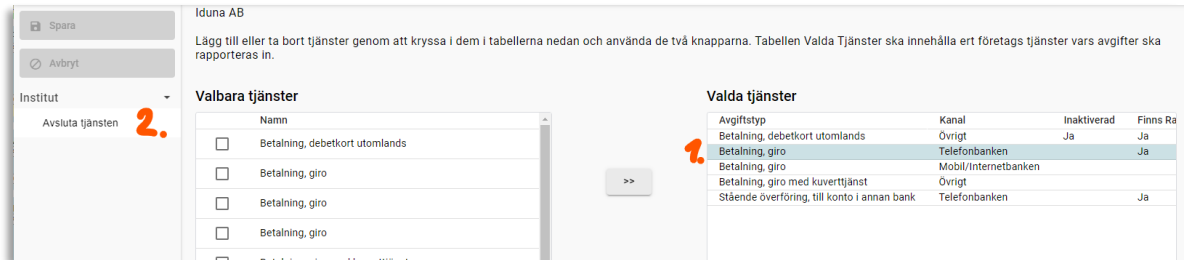 Iduna AB
Spara
Lägg till eller ta bort tjänster genom att kryssa i dem i tabellerna nedan och använda de två knapparna. Tabellen Valda Tjänster ska innehålla ert företags tjänster vars avgifter ska
rapporteras in.
Avbryt
Institut
Avsluta tjänsten
2.
Valbara tjänster
Namn
Betalning, debetkort utomlands
Betalning, giro
Betalning, giro
Betalning, giro
>>
Valda tjänster
Avgiftstyp Kanal Inaktiverad Finns Ra
Betalning, debetkort utomlands Övrigt Ja Ja
1.
Betalning, giro Telefonbanken Ja
Betalning, giro Mobil/Internetbanken
Betalning, giro med kuverttjänst Övrigt
Stående överföring, till konto i annan bank Telefonbanken Ja